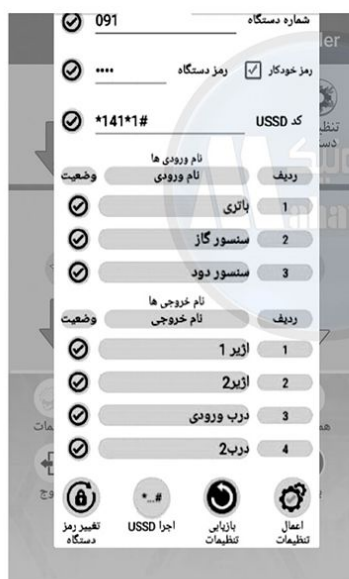 شماره دستگاه 091
رمز خودکار رمز دستگاه ....
کد USSD *141*1#
نام ورودی ها
ردیف نام ورودی وضعیت
1 باتری
2 سنسور گاز
3 سنسور دود
نام خروجی ها
ردیف نام خروجی وضعیت
1 آژیر 1
2 آژیر2
3 درب ورودی
4 درب2
*...#
اعمال تنظیمات
بازیابی تنظیمات
اجرا USSD
تغییر رمز دستگاه